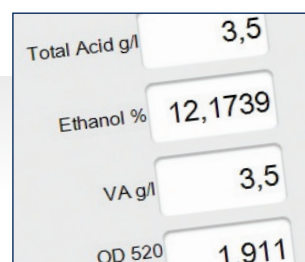 Total Acid g/l 3,5
Ethanol % 12,1739
VA g/l 3,5
OD 520 1,911